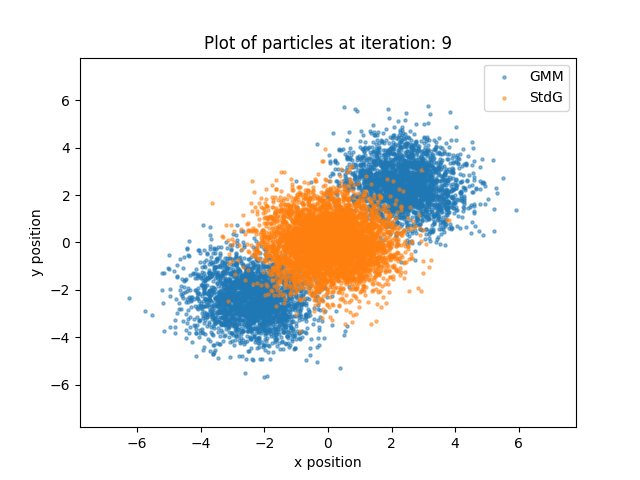 Plot of particles at iteration: 9
GMM
StdG
6
4
2
0
−2
−4
−6
y position
−6 −4 −2 0 2 4 6
x position